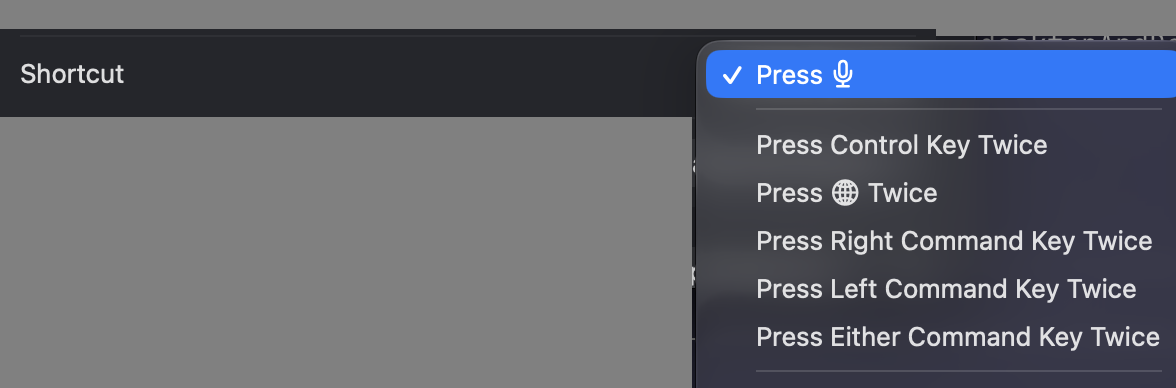 Shortcut
✓ Press 🎙
Press Control Key Twice
Press 🌐 Twice
Press Right Command Key Twice
Press Left Command Key Twice
Press Either Command Key Twice